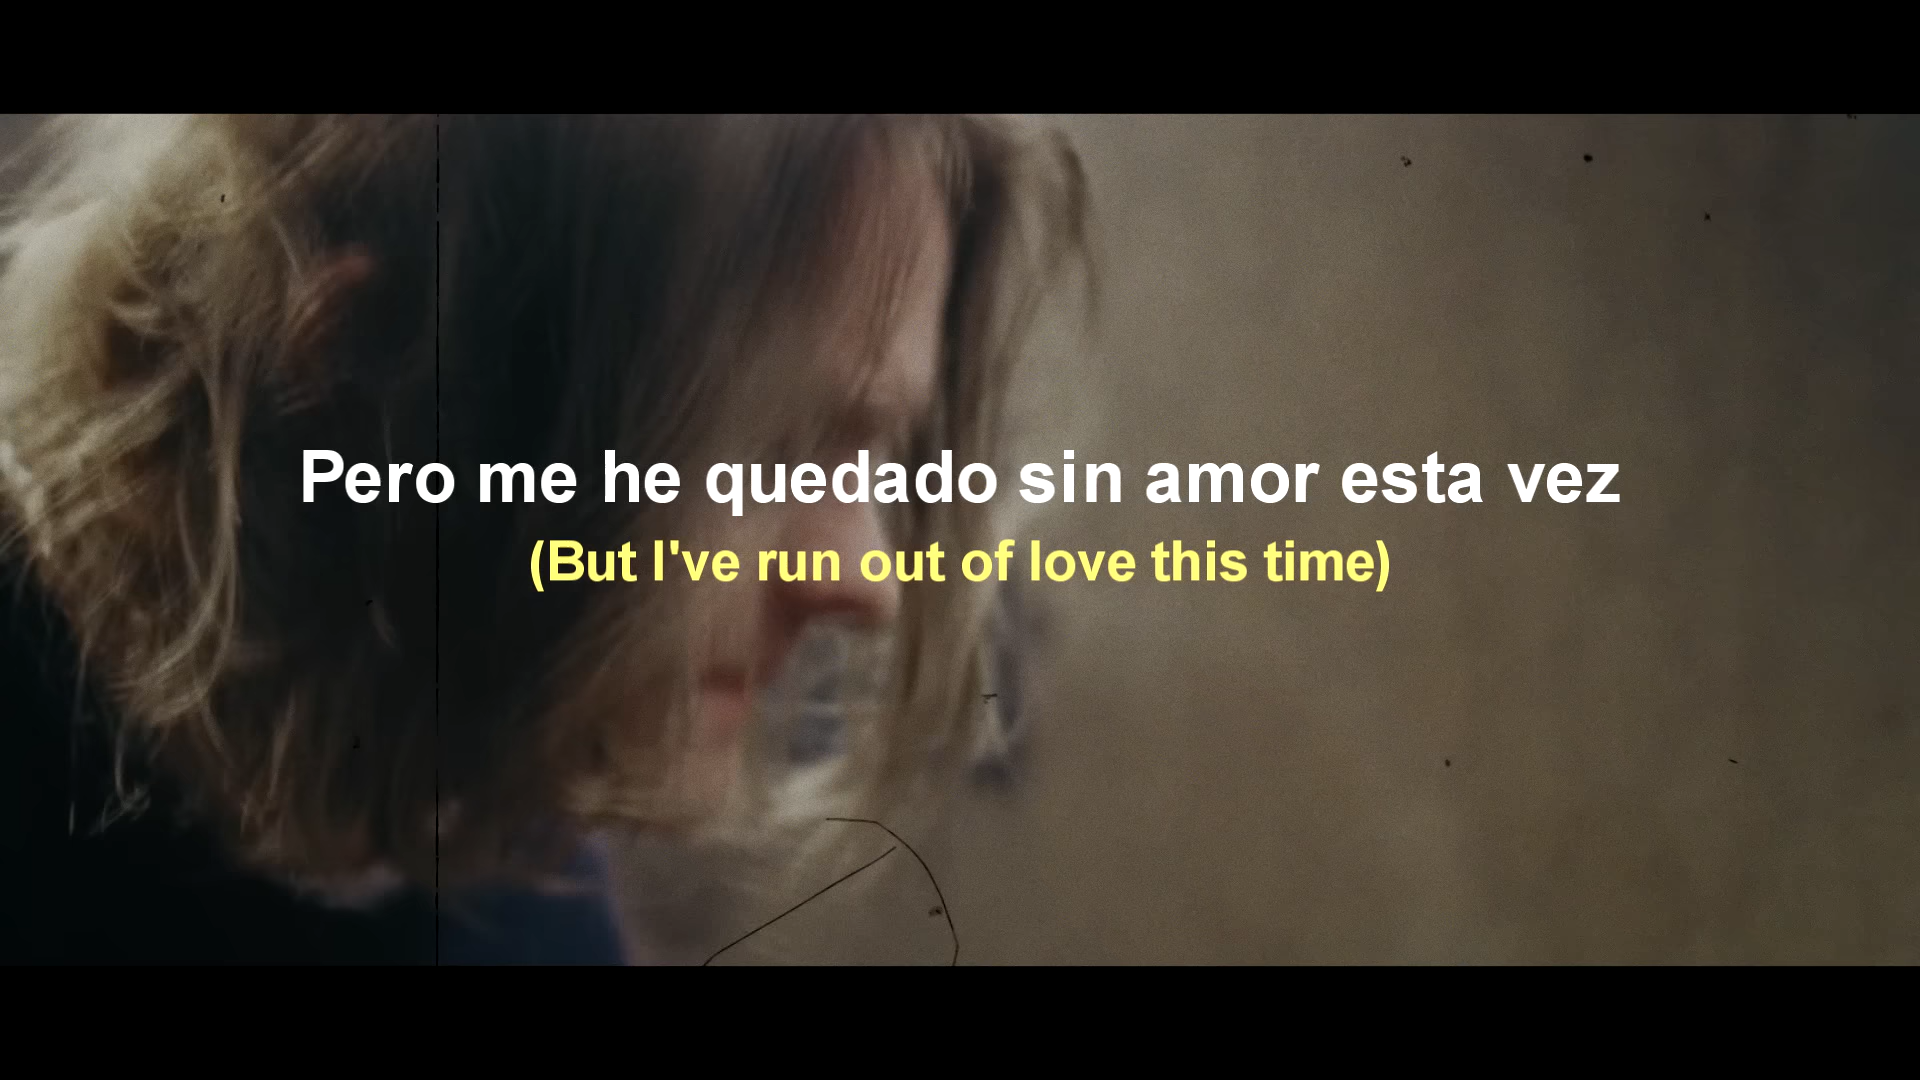 Pero me he quedado sin amor esta vez
(But I've run out of love this time)